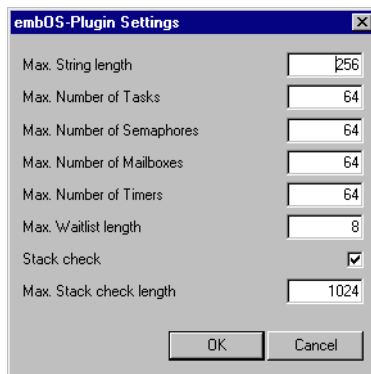 embOS-Plugin Settings
Max. String length 256
Max. Number of Tasks 64
Max. Number of Semaphores 64
Max. Number of Mailboxes 64
Max. Number of Timers 64
Max. Waitlist length 8
Stack check
Max. Stack check length 1024
OK Cancel